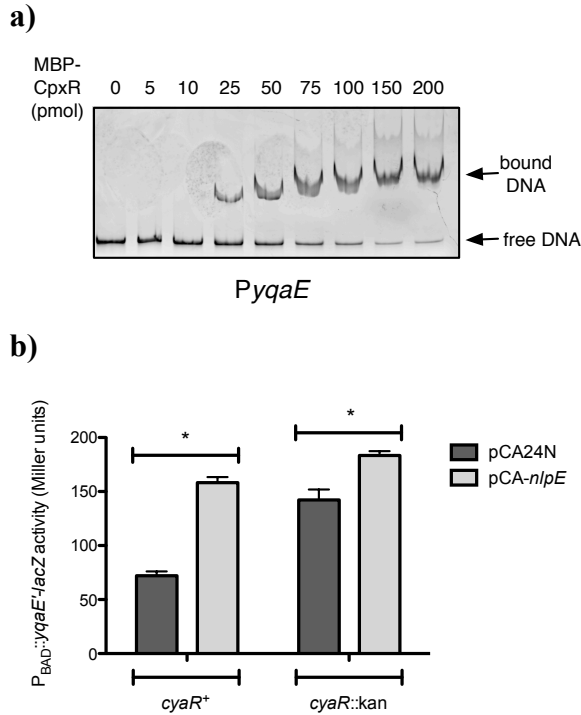 a)
MBP-
CpxR
(pmol)
0 5 10 25 50 75 100 150 200
bound
DNA
free DNA
PyqaE
b)
PBAD::yqaE'-lacZ activity (Miller units)
200
150
100
50
0
*
*
pCA24N
pCA-nlpE
cyaR+
cyaR::kan